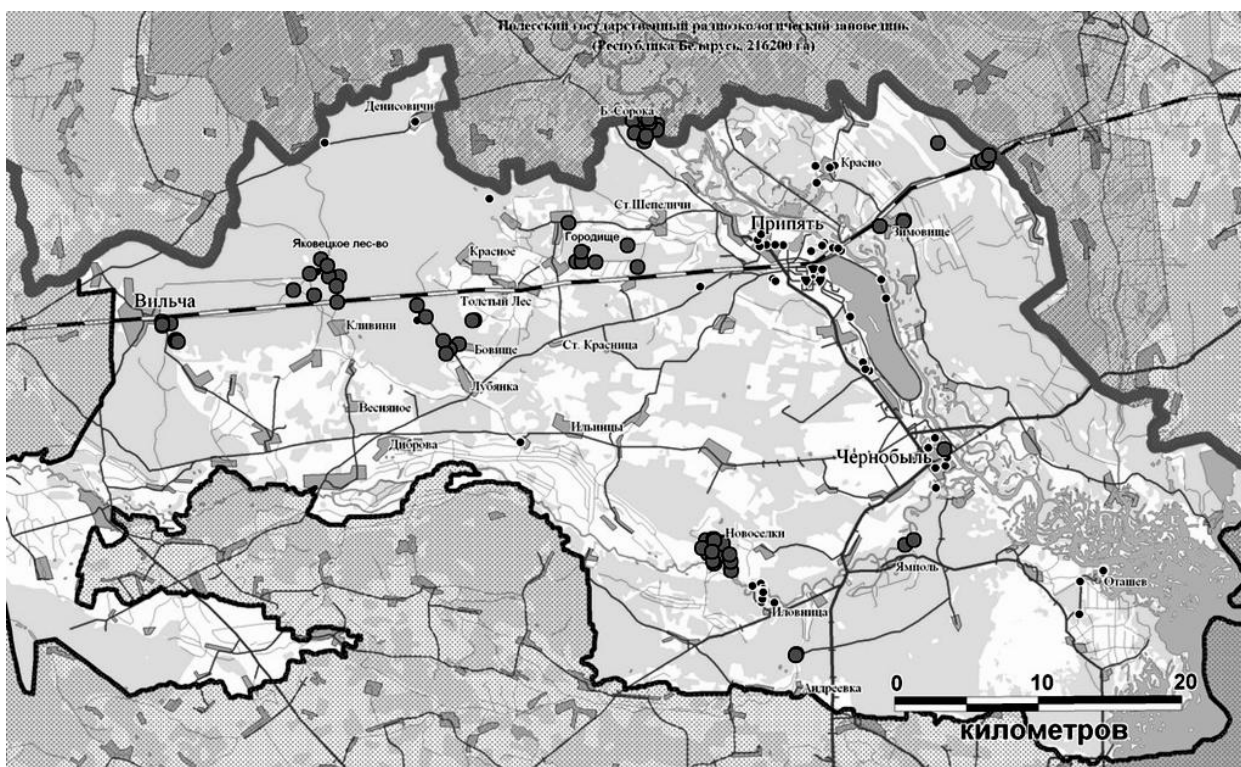 Полесский государственный радиоэкологический заповедник
(Республика Беларусь, 216200 га)
Денисовичи
Б. Сорока
Красно
Ст.Шепеличи
Припять
Зимовище
Городище
Яковецкое лес-во
Красное
Вильча
Толстый Лес
Кливини
Бовище
Ст. Красница
Лубянка
Весняное
Ильинцы
Диброва
Чернобыль
Новоселки
Ямполь
Оташев
Иловница
Андреевка
0
10
20
километров